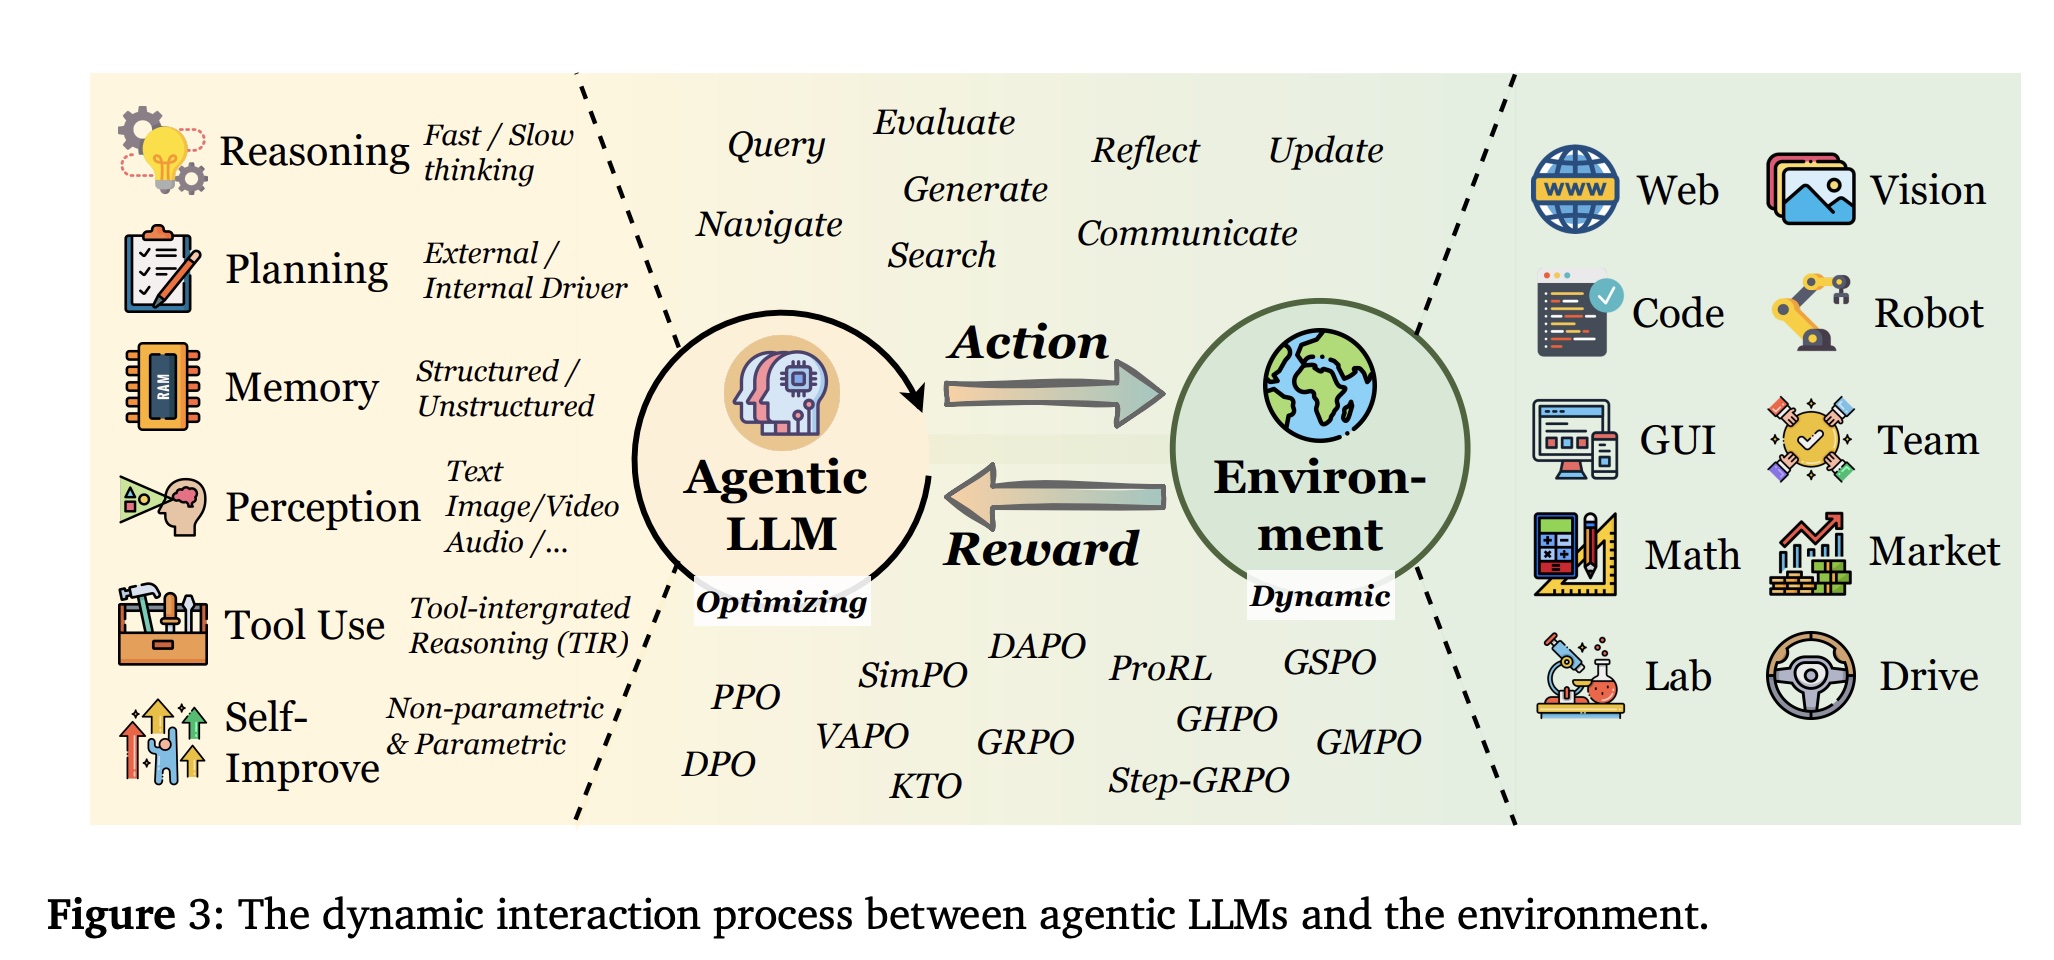 Reasoning
Fast / Slow
thinking
Planning
External /
Internal Driver
RAM
Memory
Structured /
Unstructured
Perception
Text
Image/Video
Audio /...
Tool Use
Tool-intergrated
Reasoning (TIR)
Self-
Improve
Non-parametric
& Parametric
Query
Evaluate
Reflect
Update
Generate
Navigate
Search
Communicate
Agentic
LLM
Optimizing
Action
Reward
Environ-
ment
Dynamic
DAPO
SimPO
ProRL
GSPO
PPO
VAPO
GRPO
GHPO
GMPO
DPO
KTO
Step-GRPO
WWW
Web
Vision
Code
Robot
GUI
Team
Math
Market
Lab
Drive
Figure 3: The dynamic interaction process between agentic LLMs and the environment.